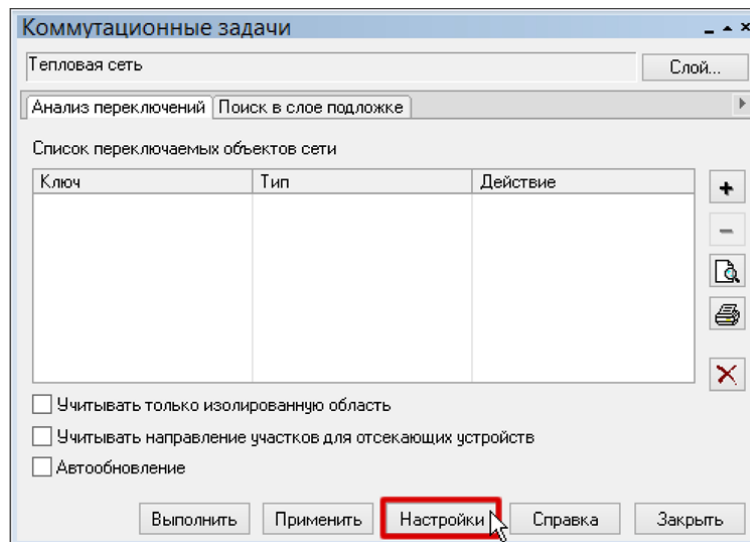 Коммутационные задачи
Тепловая сеть
Слой...
Анализ переключений Поиск в слое подложке
Список переключаемых объектов сети
Ключ Тип Действие
Учитывать только изолированную область
Учитывать направление участков для отсекающих устройств
Автообновление
Выполнить Применить Настройки Справка Закрыть